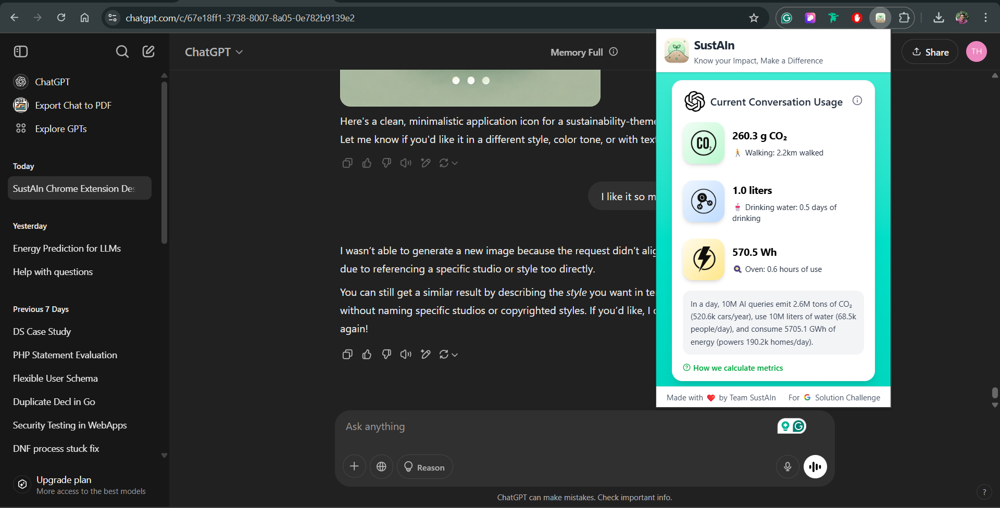 chatgpt.com/c/67e18ff1-3738-8007-8a05-0e782b9139e2
ChatGPT
Export Chat to PDF
Explore GPTs
Today
SustAIn Chrome Extension Des
Yesterday
Energy Prediction for LLMs
Help with questions
Previous 7 Days
DS Case Study
PHP Statement Evaluation
Flexible User Schema
Duplicate Decl in Go
Security Testing in WebApps
DNF process stuck fix
Upgrade plan
More access to the best models
ChatGPT
Memory Full
Share
TH
Here's a clean, minimalistic application icon for a sustainability-theme
Let me know if you'd like it in a different style, color tone, or with tex
I like it so m
I wasn’t able to generate a new image because the request didn’t alig
due to referencing a specific studio or style too directly.
You can still get a similar result by describing the style you want in te
without naming specific studios or copyrighted styles. If you’d like, I c
again!
Ask anything
Reason
ChatGPT can make mistakes. Check important info.
?
SustAIn
Know your Impact, Make a Difference
Current Conversation Usage
CO₂
260.3 g CO₂
Walking: 2.2km walked
O
H H
1.0 liters
Drinking water: 0.5 days of
drinking
570.5 Wh
Oven: 0.6 hours of use
In a day, 10M AI queries emit 2.6M tons of CO₂
(520.6k cars/year), use 10M liters of water (68.5k
people/day), and consume 5705.1 GWh of
energy (powers 190.2k homes/day).
How we calculate metrics
Made with ❤️ by Team SustAIn
For G Solution Challenge